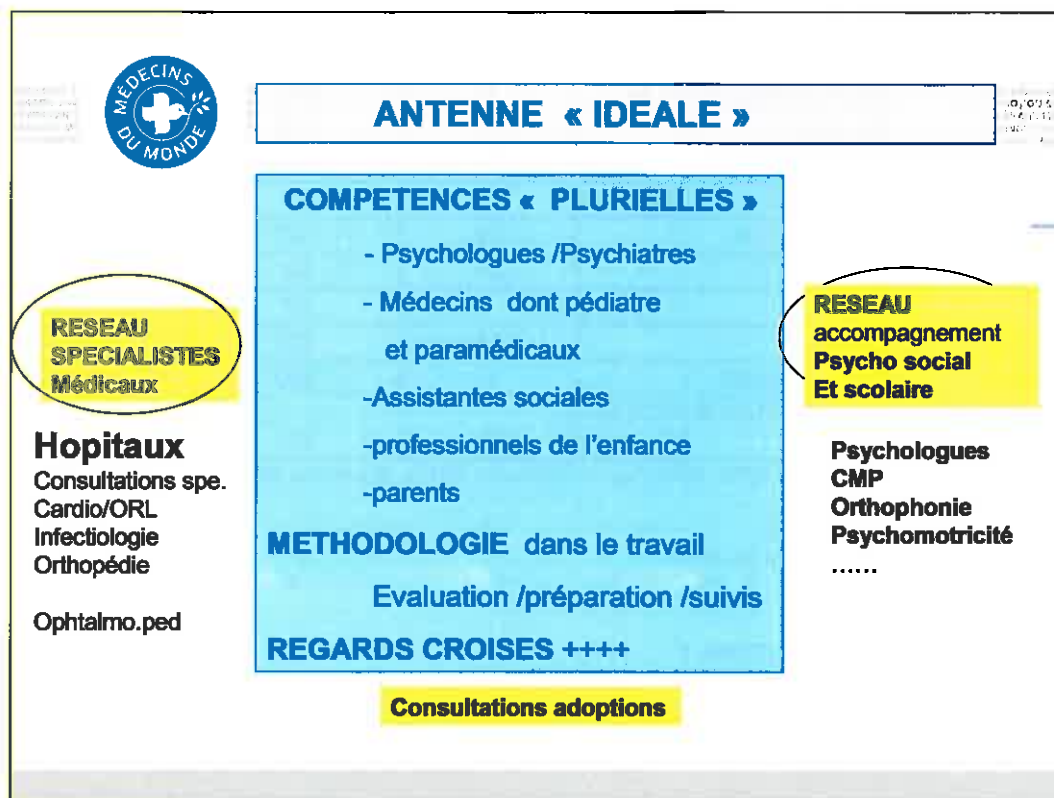 MÉDECINS
DU MONDE
ANTENNE « IDEALE »
COMPETENCES « PLURIELLES »
- Psychologues /Psychiatres
- Médecins dont pédiatre
et paramédicaux
-Assistantes sociales
-professionnels de l'enfance
-parents
METHODOLOGIE dans le travail
Evaluation /préparation /suivis
REGARDS CROISES ++++
RESEAU
SPECIALISTES
Médicaux
Hopitaux
Consultations spe.
Cardio/ORL
Infectiologie
Orthopédie
Ophtalmo.ped
RESEAU
accompagnement
Psycho social
Et scolaire
Psychologues
CMP
Orthophonie
Psychomotricité
......
Consultations adoptions